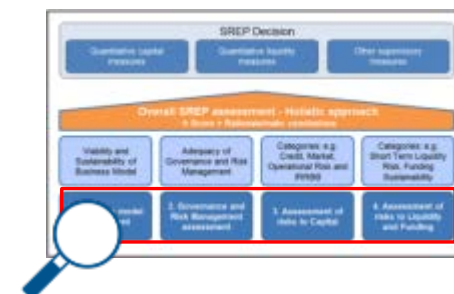 SREP Decision
Quantitative capital
measures
Quantitative liquidity
measures
Other supervisory
measures
Overall SREP assessment - Holistic approach
Viability and
Sustainability of
Business Model
Adequacy of
Governance and Risk
Management
Categories: e.g.
Credit, Market,
Operational Risk and
IRRBB
Categories: e.g.
Short Term Liquidity
Risk, Funding
Sustainability
model
2. Governance and
Risk Management
assessment
3. Assessment of
risks to Capital
4. Assessment of
risks to Liquidity
and Funding